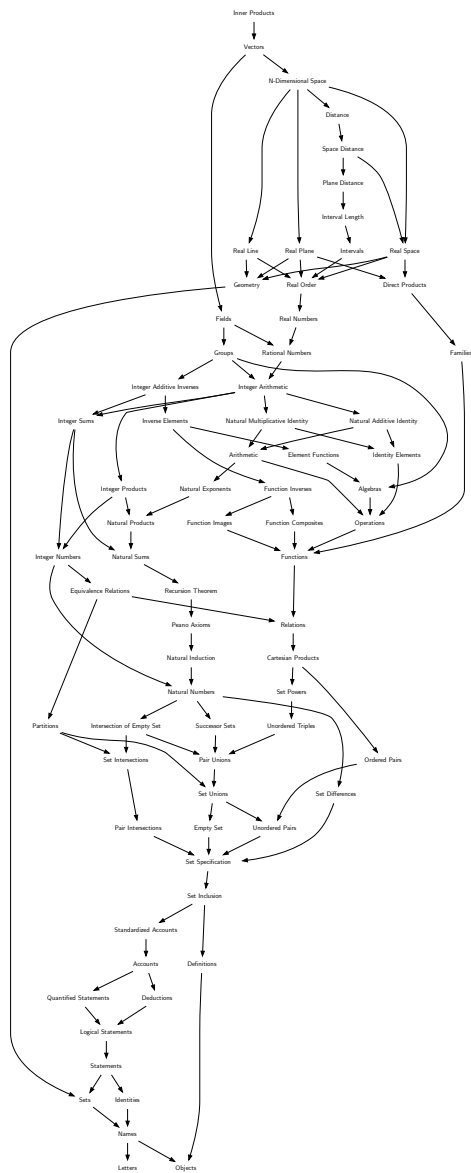 Inner Products
Vectors
N-Dimensional Space
Distance
Space Distance
Plane Distance
Interval Length
Real Line Real Plane Intervals Real Space
Geometry Real Order Direct Products
Fields Real Numbers
Groups Rational Numbers Families
Integer Additive Inverses Integer Arithmetic
Integer Sums Inverse Elements Natural Multiplicative Identity Natural Additive Identity
Arithmetic Element Functions Identity Elements
Integer Products Natural Exponents Function Inverses Algebras
Natural Products Function Images Function Composites Operations
Integer Numbers Natural Sums Functions
Equivalence Relations Recursion Theorem
Peano Axioms Relations
Natural Induction Cartesian Products
Natural Numbers Set Powers
Partitions Intersection of Empty Set Successor Sets Unordered Triples
Set Intersections Pair Unions Ordered Pairs
Set Unions Set Differences
Pair Intersections Empty Set Unordered Pairs
Set Specification
Set Inclusion
Standardized Accounts
Accounts Definitions
Quantified Statements Deductions
Logical Statements
Statements
Sets Identities
Names
Letters Objects